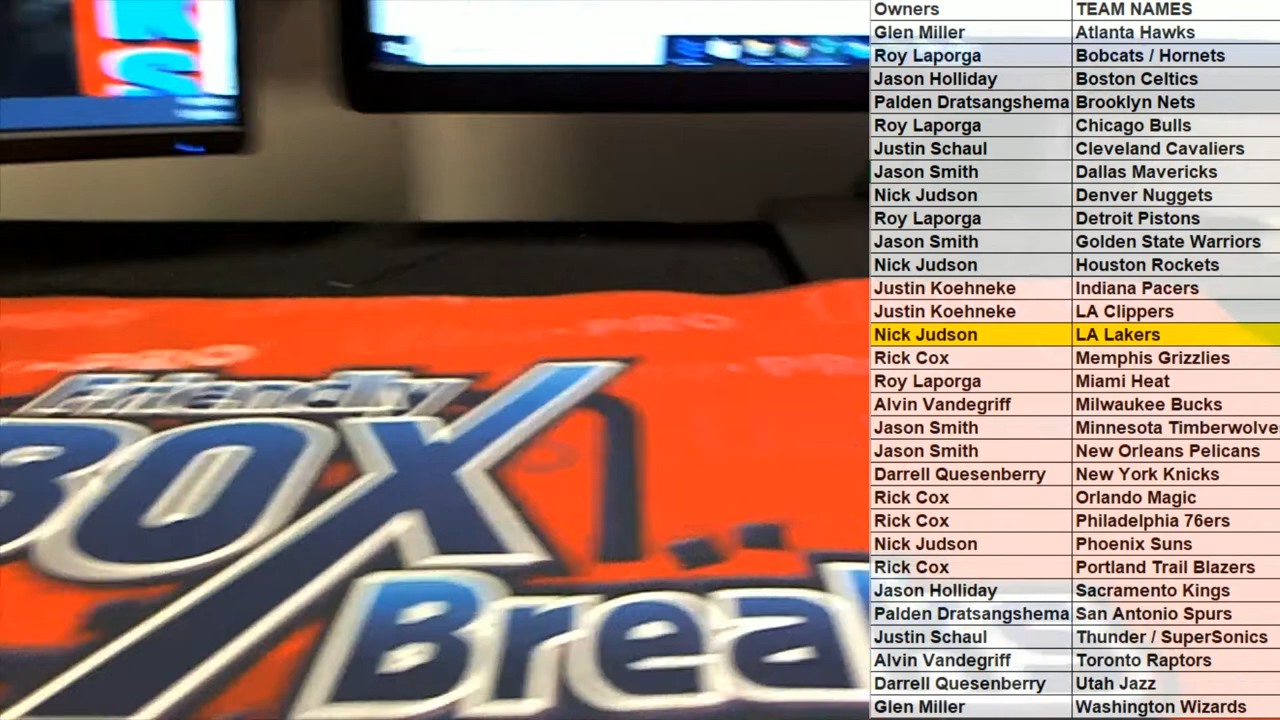 Owners TEAM NAMES
Glen Miller Atlanta Hawks
Roy Laporga Bobcats / Hornets
Jason Holliday Boston Celtics
Palden Dratsangshema Brooklyn Nets
Roy Laporga Chicago Bulls
Justin Schaul Cleveland Cavaliers
Jason Smith Dallas Mavericks
Nick Judson Denver Nuggets
Roy Laporga Detroit Pistons
Jason Smith Golden State Warriors
Nick Judson Houston Rockets
Justin Koehneke Indiana Pacers
Justin Koehneke LA Clippers
Nick Judson LA Lakers
Rick Cox Memphis Grizzlies
Roy Laporga Miami Heat
Alvin Vandegriff Milwaukee Bucks
Jason Smith Minnesota Timberwolve
Jason Smith New Orleans Pelicans
Darrell Quesenberry New York Knicks
Rick Cox Orlando Magic
Rick Cox Philadelphia 76ers
Nick Judson Phoenix Suns
Rick Cox Portland Trail Blazers
Jason Holliday Sacramento Kings
Palden Dratsangshema San Antonio Spurs
Justin Schaul Thunder / SuperSonics
Alvin Vandegriff Toronto Raptors
Darrell Quesenberry Utah Jazz
Glen Miller Washington Wizards
Friendly
BOX
Break